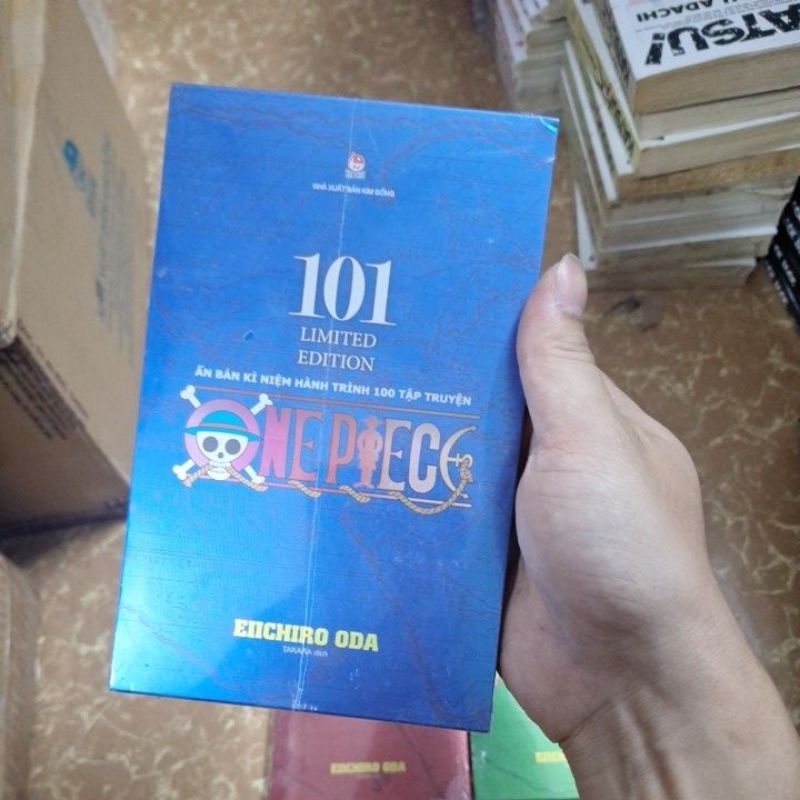 NHÀ XUẤT BẢN KIM ĐỒNG
101
LIMITED
EDITION
ẤN BẢN KỈ NIỆM HÀNH TRÌNH 100 TẬP TRUYỆN
ONE PIECE
EIICHIRO ODA
TAKARA dịch
EIICHIRO ODA
ADACHI
ATSU!